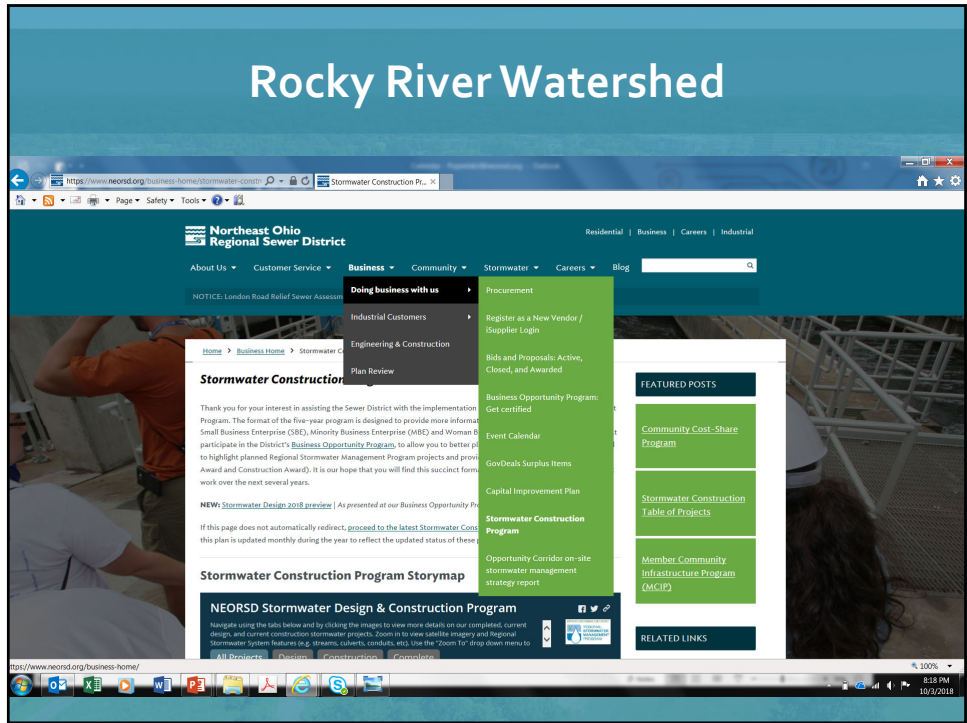 Rocky River Watershed
https://www.neorsd.org/business-home/stormwater-constr
Stormwater Construction Pr...
Page Safety Tools
Northeast Ohio
Regional Sewer District
Residential | Business | Careers | Industrial
About Us Customer Service Business Community Stormwater Careers Blog
NOTICE: London Road Relief Sewer Assessm
Doing business with us
Industrial Customers
Engineering & Construction
Plan Review
Procurement
Register as a New Vendor /
iSupplier Login
Bids and Proposals: Active,
Closed, and Awarded
Business Opportunity Program:
Get certified
Event Calendar
GovDeals Surplus Items
Capital Improvement Plan
Stormwater Construction
Program
Opportunity Corridor on-site
stormwater management
strategy report
Home > Business Home > Stormwater C
Stormwater Construction
Thank you for your interest in assisting the Sewer District with the implementation
Program. The format of the five-year program is designed to provide more informat
Small Business Enterprise (SBE), Minority Business Enterprise (MBE) and Woman B
participate in the District's Business Opportunity Program, to allow you to better pl
to highlight planned Regional Stormwater Management Program projects and provi
Award and Construction Award). It is our hope that you will find this succinct form
work over the next several years.
NEW: Stormwater Design 2018 preview | As presented at our Business Opportunity Pr
If this page does not automatically redirect, proceed to the latest Stormwater Cons
this plan is updated monthly during the year to reflect the updated status of these
Stormwater Construction Program Storymap
NEORSD Stormwater Design & Construction Program
Navigate using the tabs below and by clicking the images to view more details on our completed, current
design, and current construction stormwater projects. Zoom in to view satellite imagery and Regional
Stormwater System features (e.g. streams, culverts, conduits, etc). Use the "Zoom To" drop down menu to
All Projects Design Construction Complete
REGIONAL
STORMWATER
MANAGEMENT
PROGRAM
FEATURED POSTS
Community Cost-Share
Program
Stormwater Construction
Table of Projects
Member Community
Infrastructure Program
(MCIP)
RELATED LINKS
ttps://www.neorsd.org/business-home/
100%
8:18 PM
10/3/2018